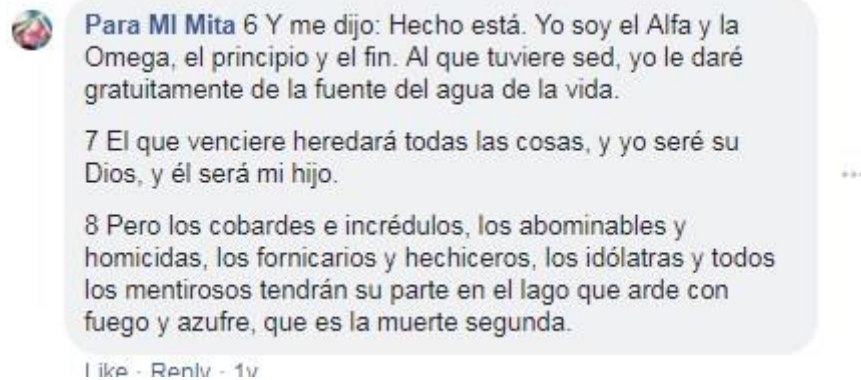 Para MI Mita 6 Y me dijo: Hecho está. Yo soy el Alfa y la
Omega, el principio y el fin. Al que tuviere sed, yo le daré
gratuitamente de la fuente del agua de la vida.
7 El que venciere heredará todas las cosas, y yo seré su
Dios, y él será mi hijo.
8 Pero los cobardes e incrédulos, los abominables y
homicidas, los fornicarios y hechiceros, los idólatras y todos
los mentirosos tendrán su parte en el lago que arde con
fuego y azufre, que es la muerte segunda.
Like · Reply · 1y